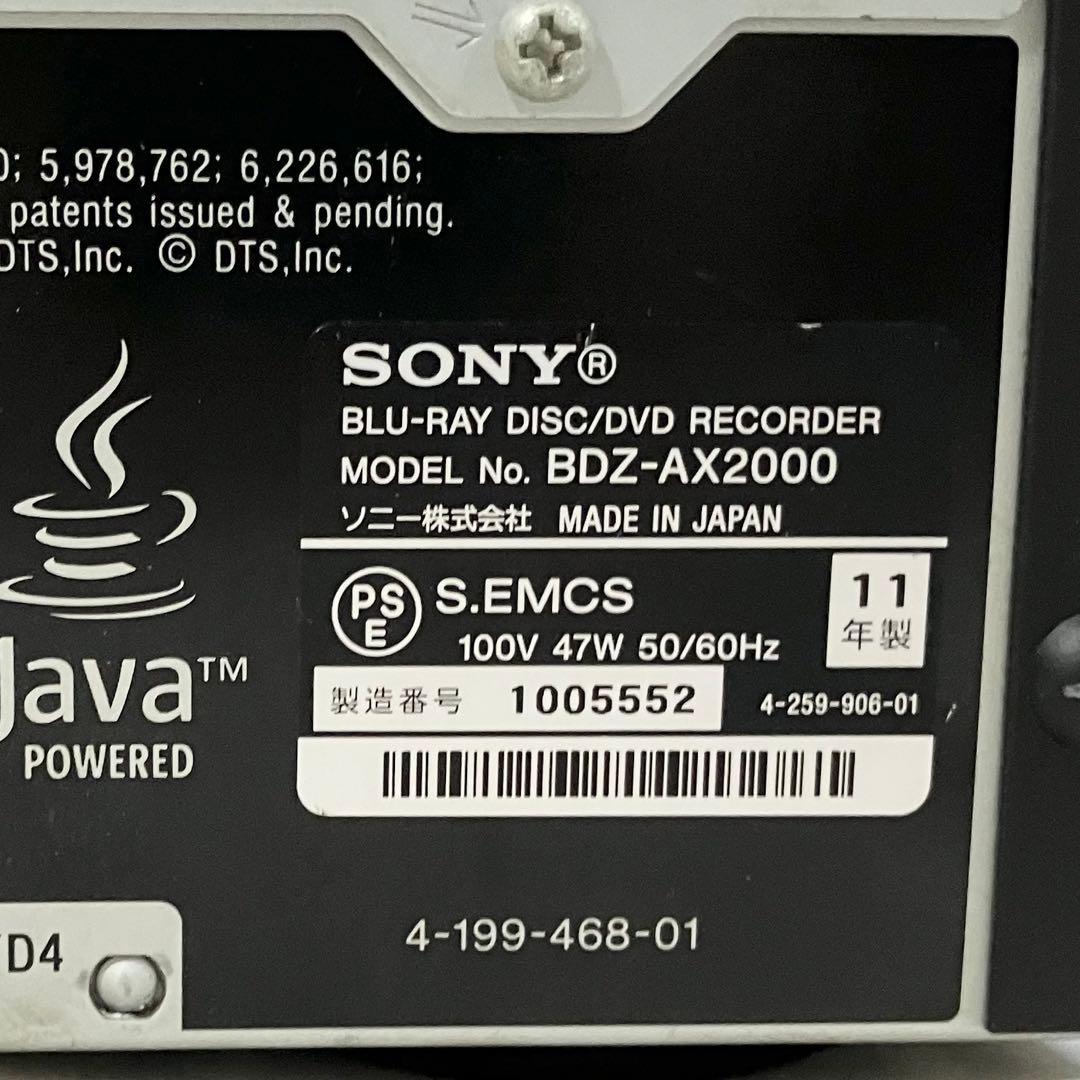 0; 5,978,762; 6,226,616;
patents issued & pending.
DTS,Inc. © DTS,Inc.
Java™
POWERED
SONY®
BLU-RAY DISC/DVD RECORDER
MODEL No. BDZ-AX2000
ソニー株式会社 MADE IN JAPAN
PS
E
S.EMCS
100V 47W 50/60Hz
11
年製
製造番号 1005552
4-259-906-01
4-199-468-01
D4